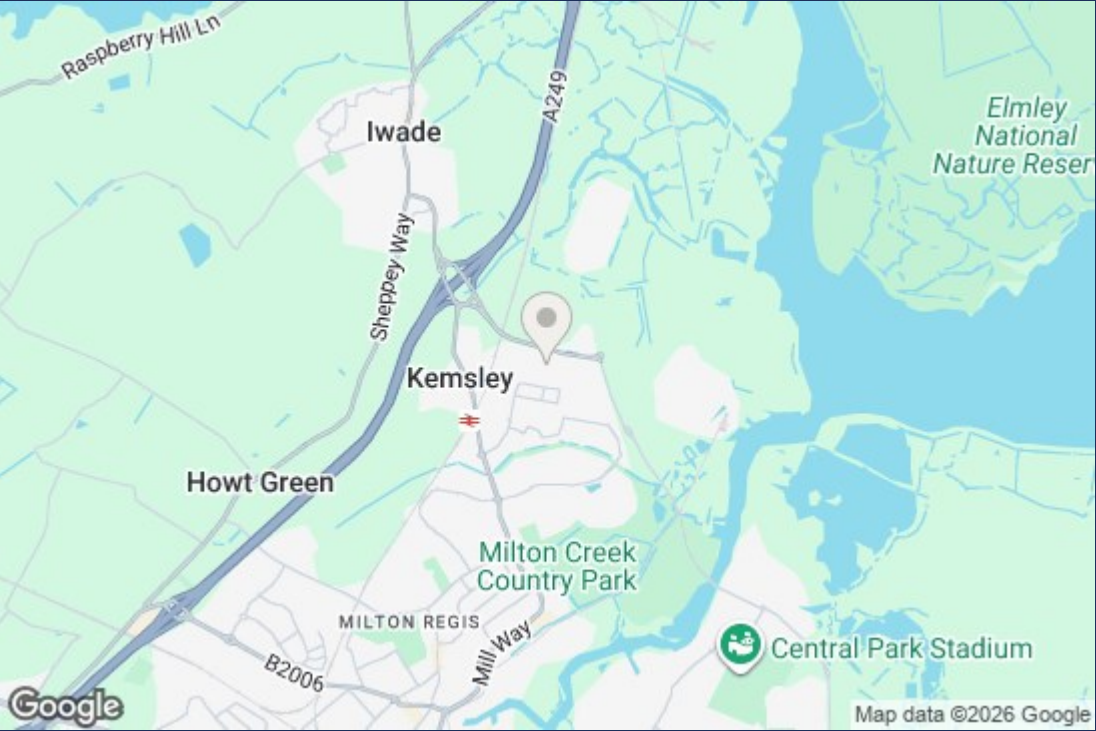 Raspberry Hill Ln
A249
Elmley
National
Nature Reser
Iwade
Sheppey Way
Kemsley
Howt Green
Milton Creek
Country Park
MILTON REGIS
Mill Way
Central Park Stadium
B2006
Google
Map data ©2026 Google